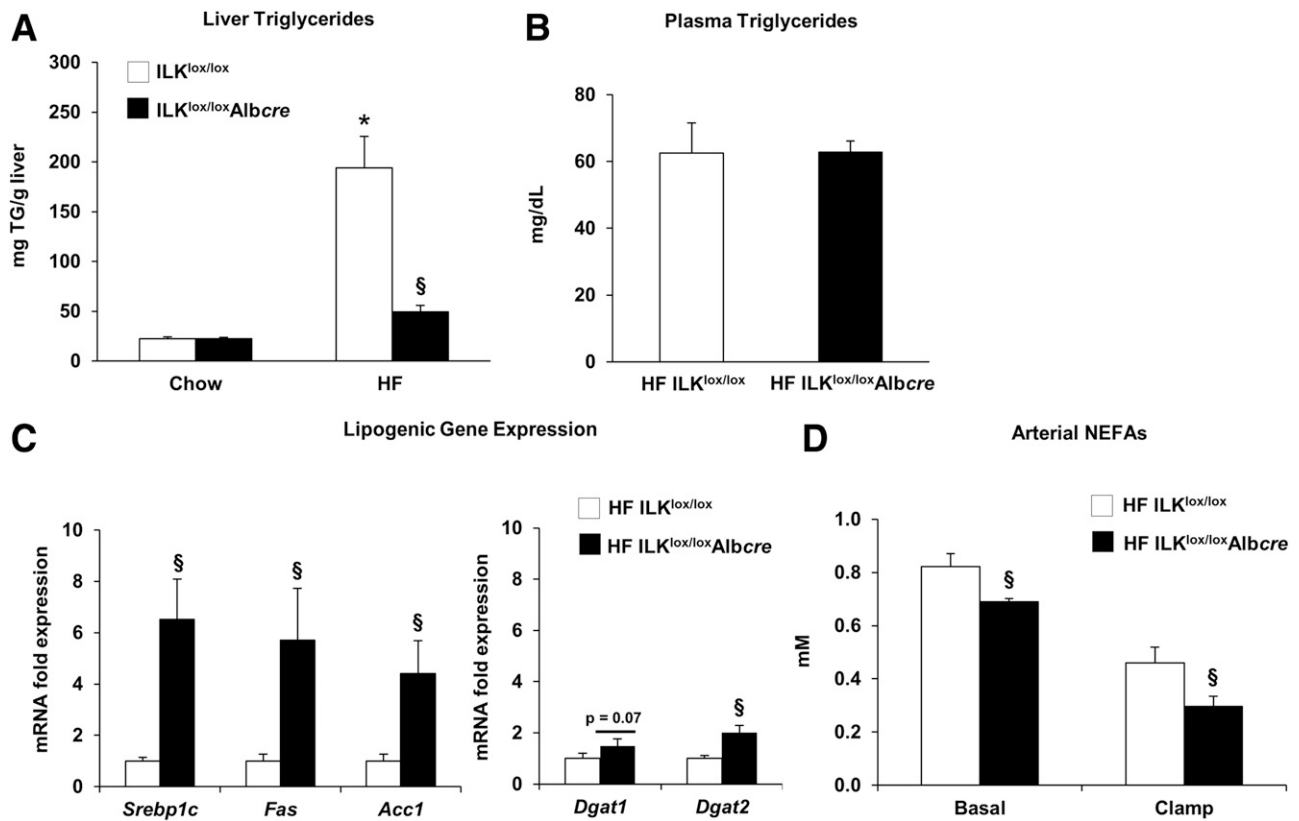 A
Liver Triglycerides
mg TG/g liver
300
250
200
150
100
50
0
ILKlox/lox
ILKlox/loxAlbcre
*
§
Chow
HF
B
Plasma Triglycerides
mg/dL
80
60
40
20
0
HF ILKlox/lox
HF ILKlox/loxAlbcre
C
Lipogenic Gene Expression
mRNA fold expression
10
8
6
4
2
0
§
§
§
Srebp1c
Fas
Acc1
HF ILKlox/lox
HF ILKlox/loxAlbcre
mRNA fold expression
10
8
6
4
2
0
p = 0.07
§
Dgat1
Dgat2
D
Arterial NEFAs
HF ILKlox/lox
HF ILKlox/loxAlbcre
mM
1.0
0.8
0.6
0.4
0.2
0.0
§
§
Basal
Clamp